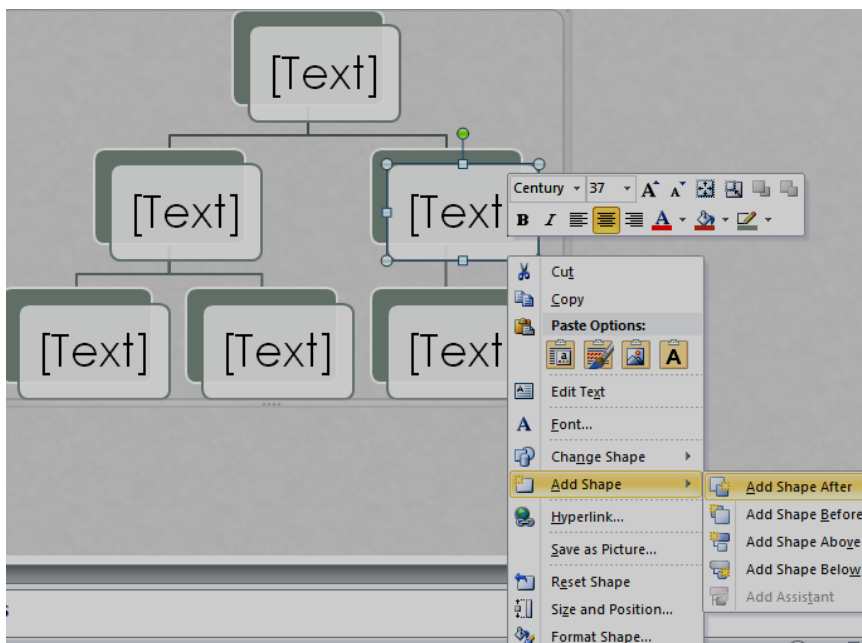 [Text]
[Text]
[Text]
[Text]
[Text]
[Text
Century 37 A A
B I A
Cut
Copy
Paste Options:
a A
A Edit Text
A Font...
Change Shape
Add Shape
Add Shape After
Hyperlink...
Add Shape Before
Save as Picture...
Add Shape Above
Reset Shape
Add Shape Below
Size and Position...
Add Assistant
Format Shape...